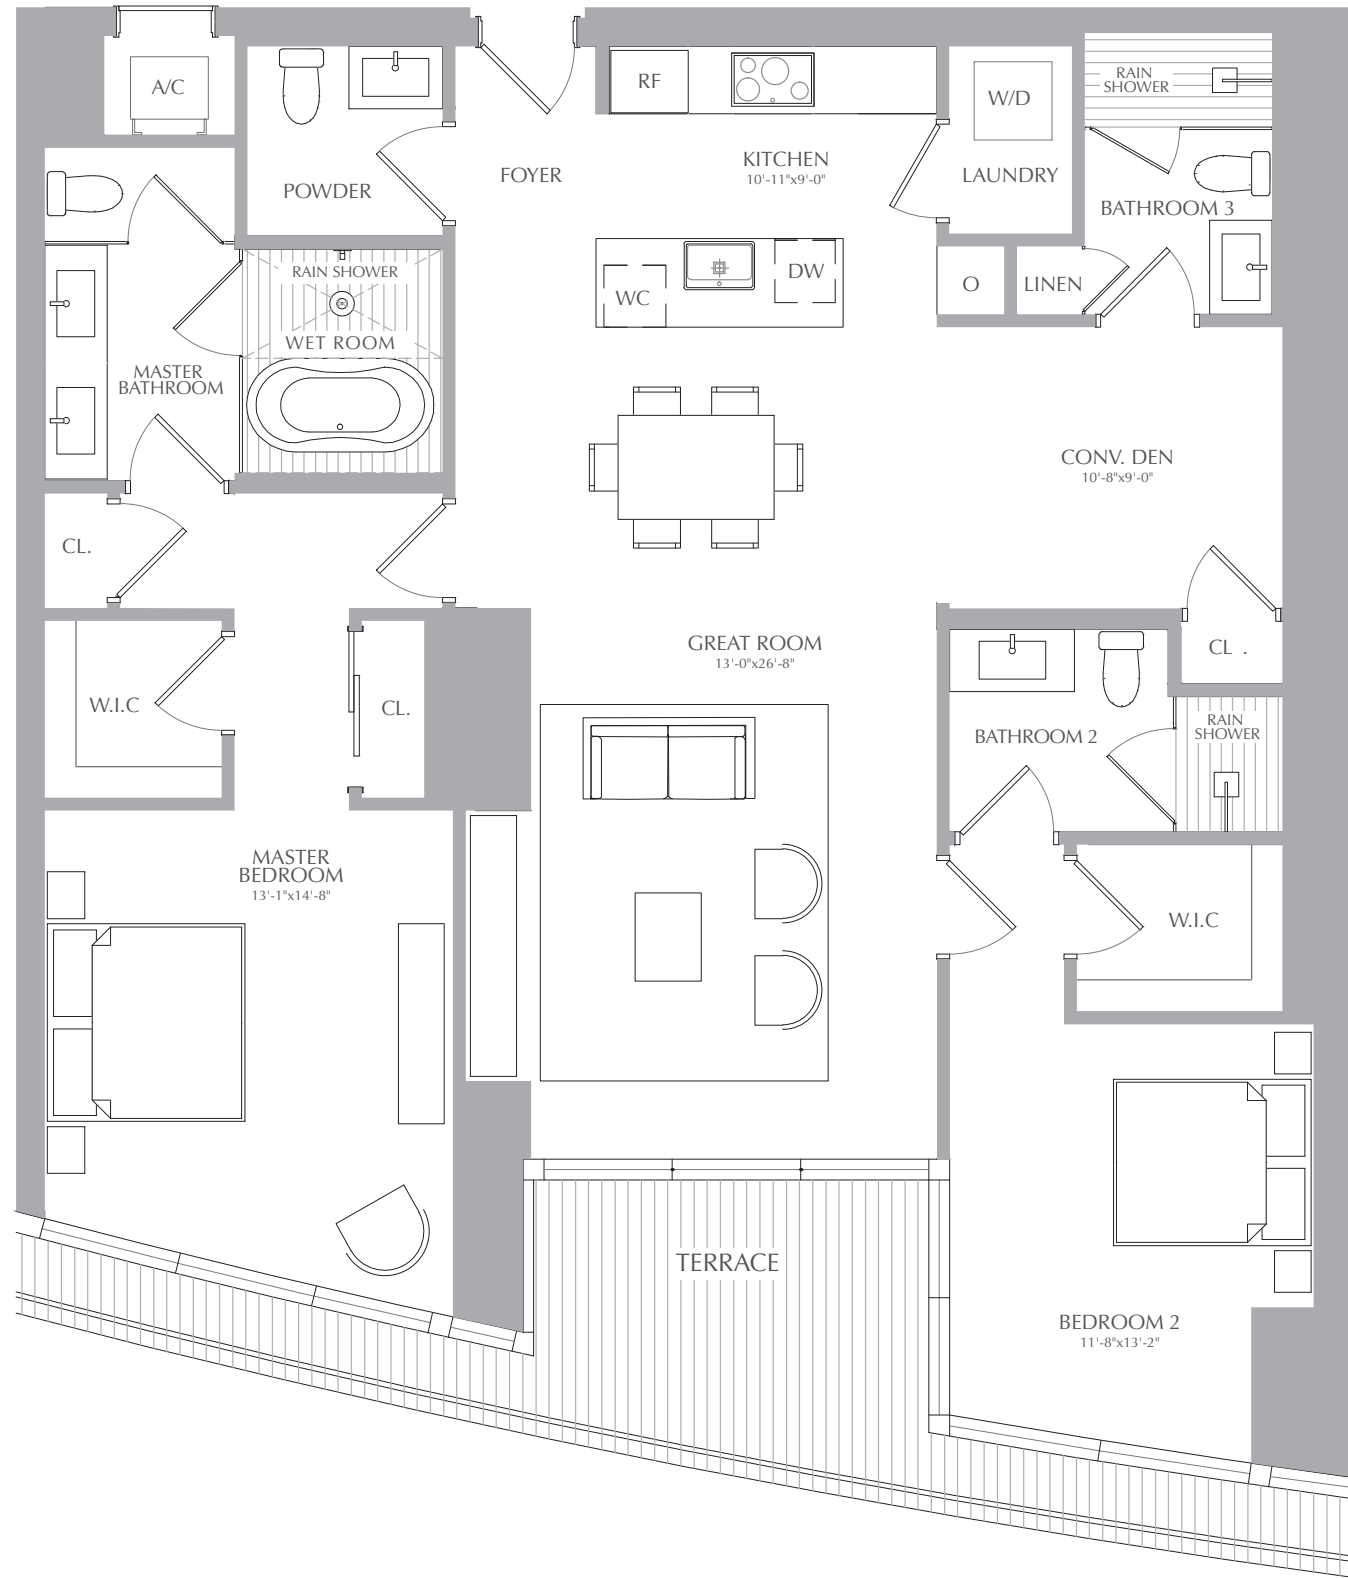 A/C
RF
W/D
RAIN
SHOWER
POWDER
FOYER
KITCHEN
10'-11"x9'-0"
LAUNDRY
BATHROOM 3
RAIN SHOWER
WET ROOM
WC
DW
O
LINEN
MASTER
BATHROOM
CONV. DEN
10'-8"x9'-0"
CL.
GREAT ROOM
13'-0"x26'-8"
CL .
W.I.C
CL.
BATHROOM 2
RAIN
SHOWER
MASTER
BEDROOM
13'-1"x14'-8"
W.I.C
TERRACE
BEDROOM 2
11'-8"x13'-2"